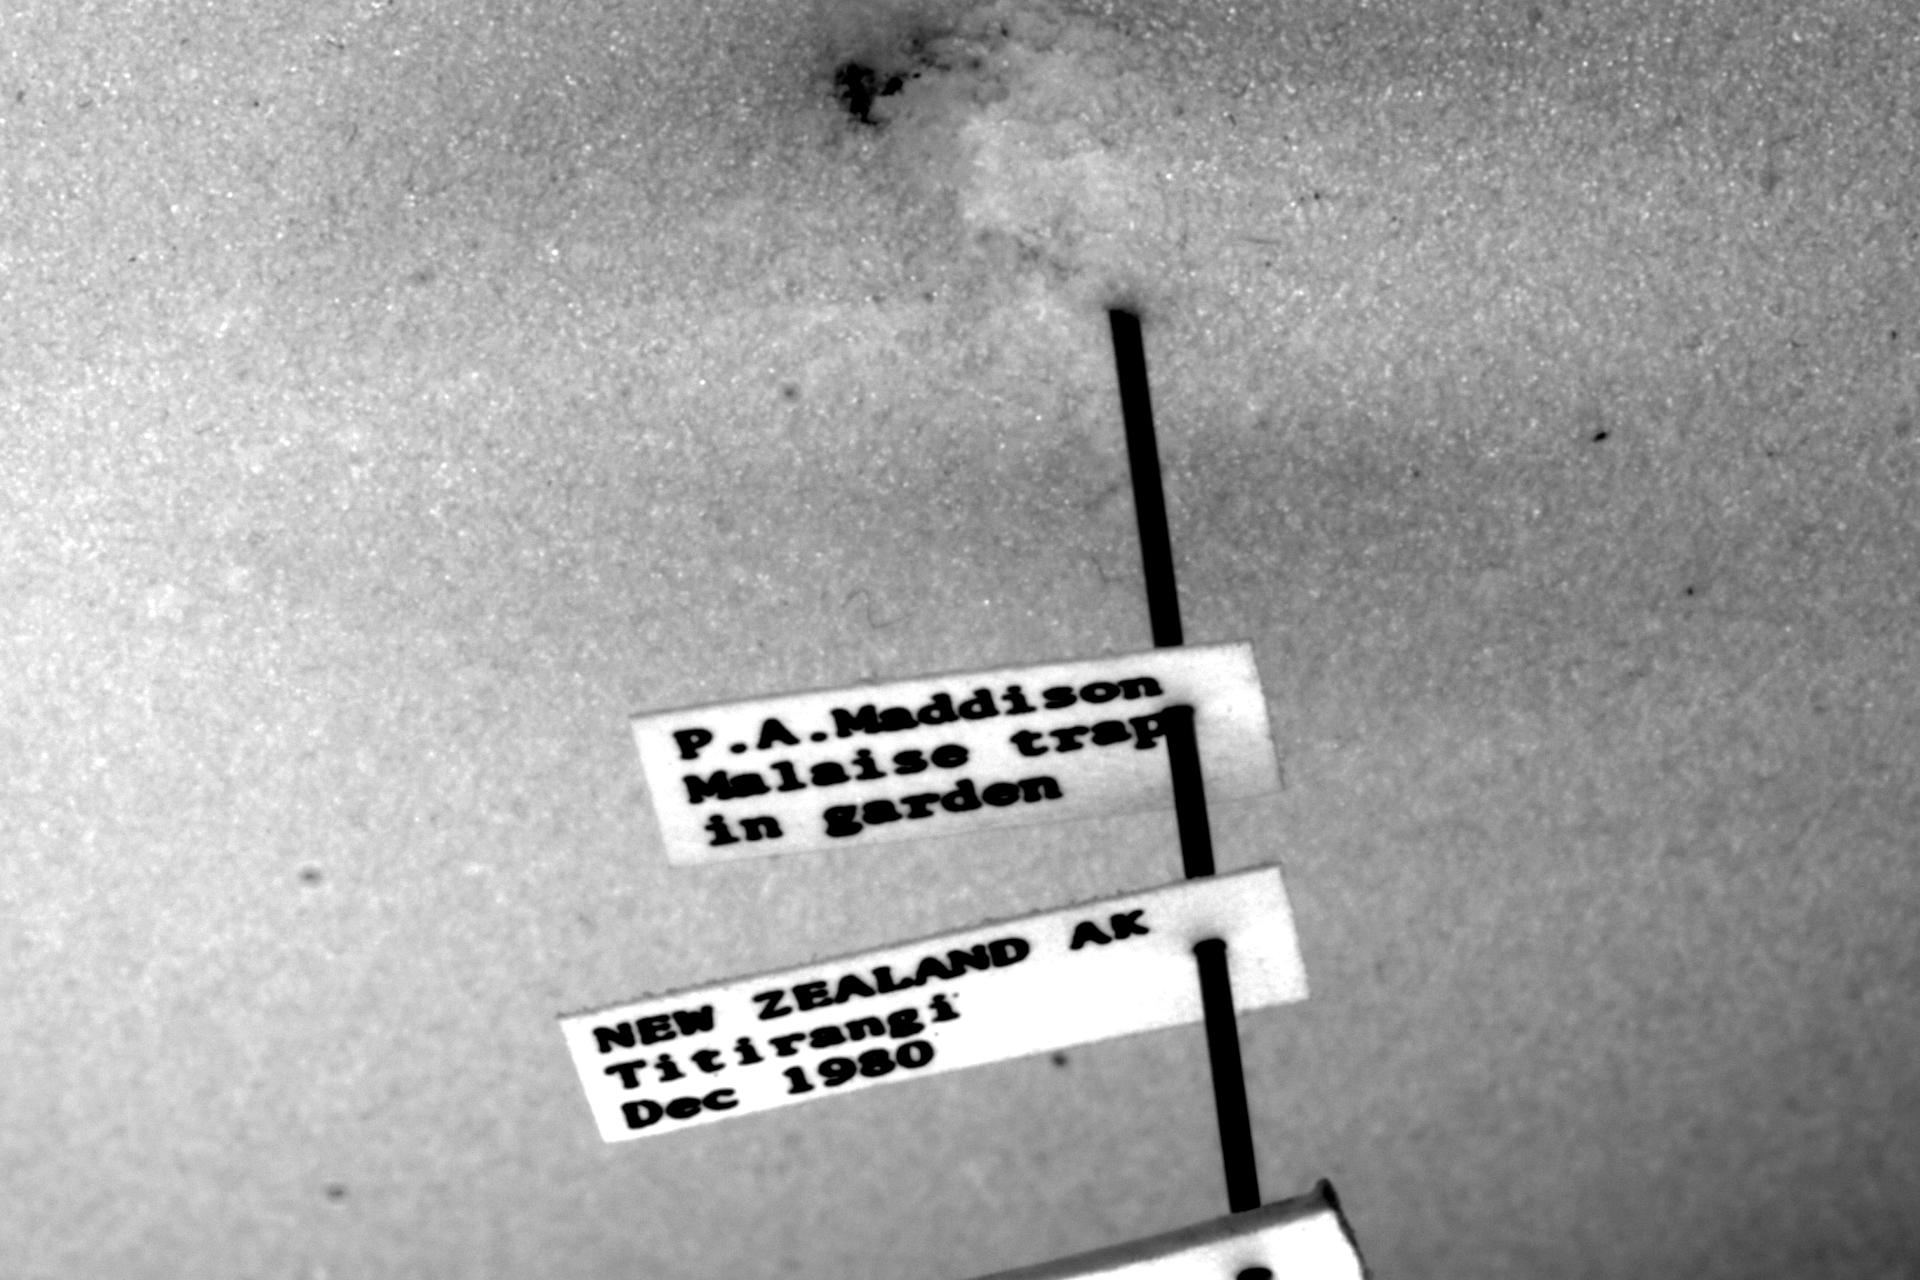 P.A.Maddison
Malaise trap
in garden
NEW ZEALAND AK
Titirangi
Dec 1980